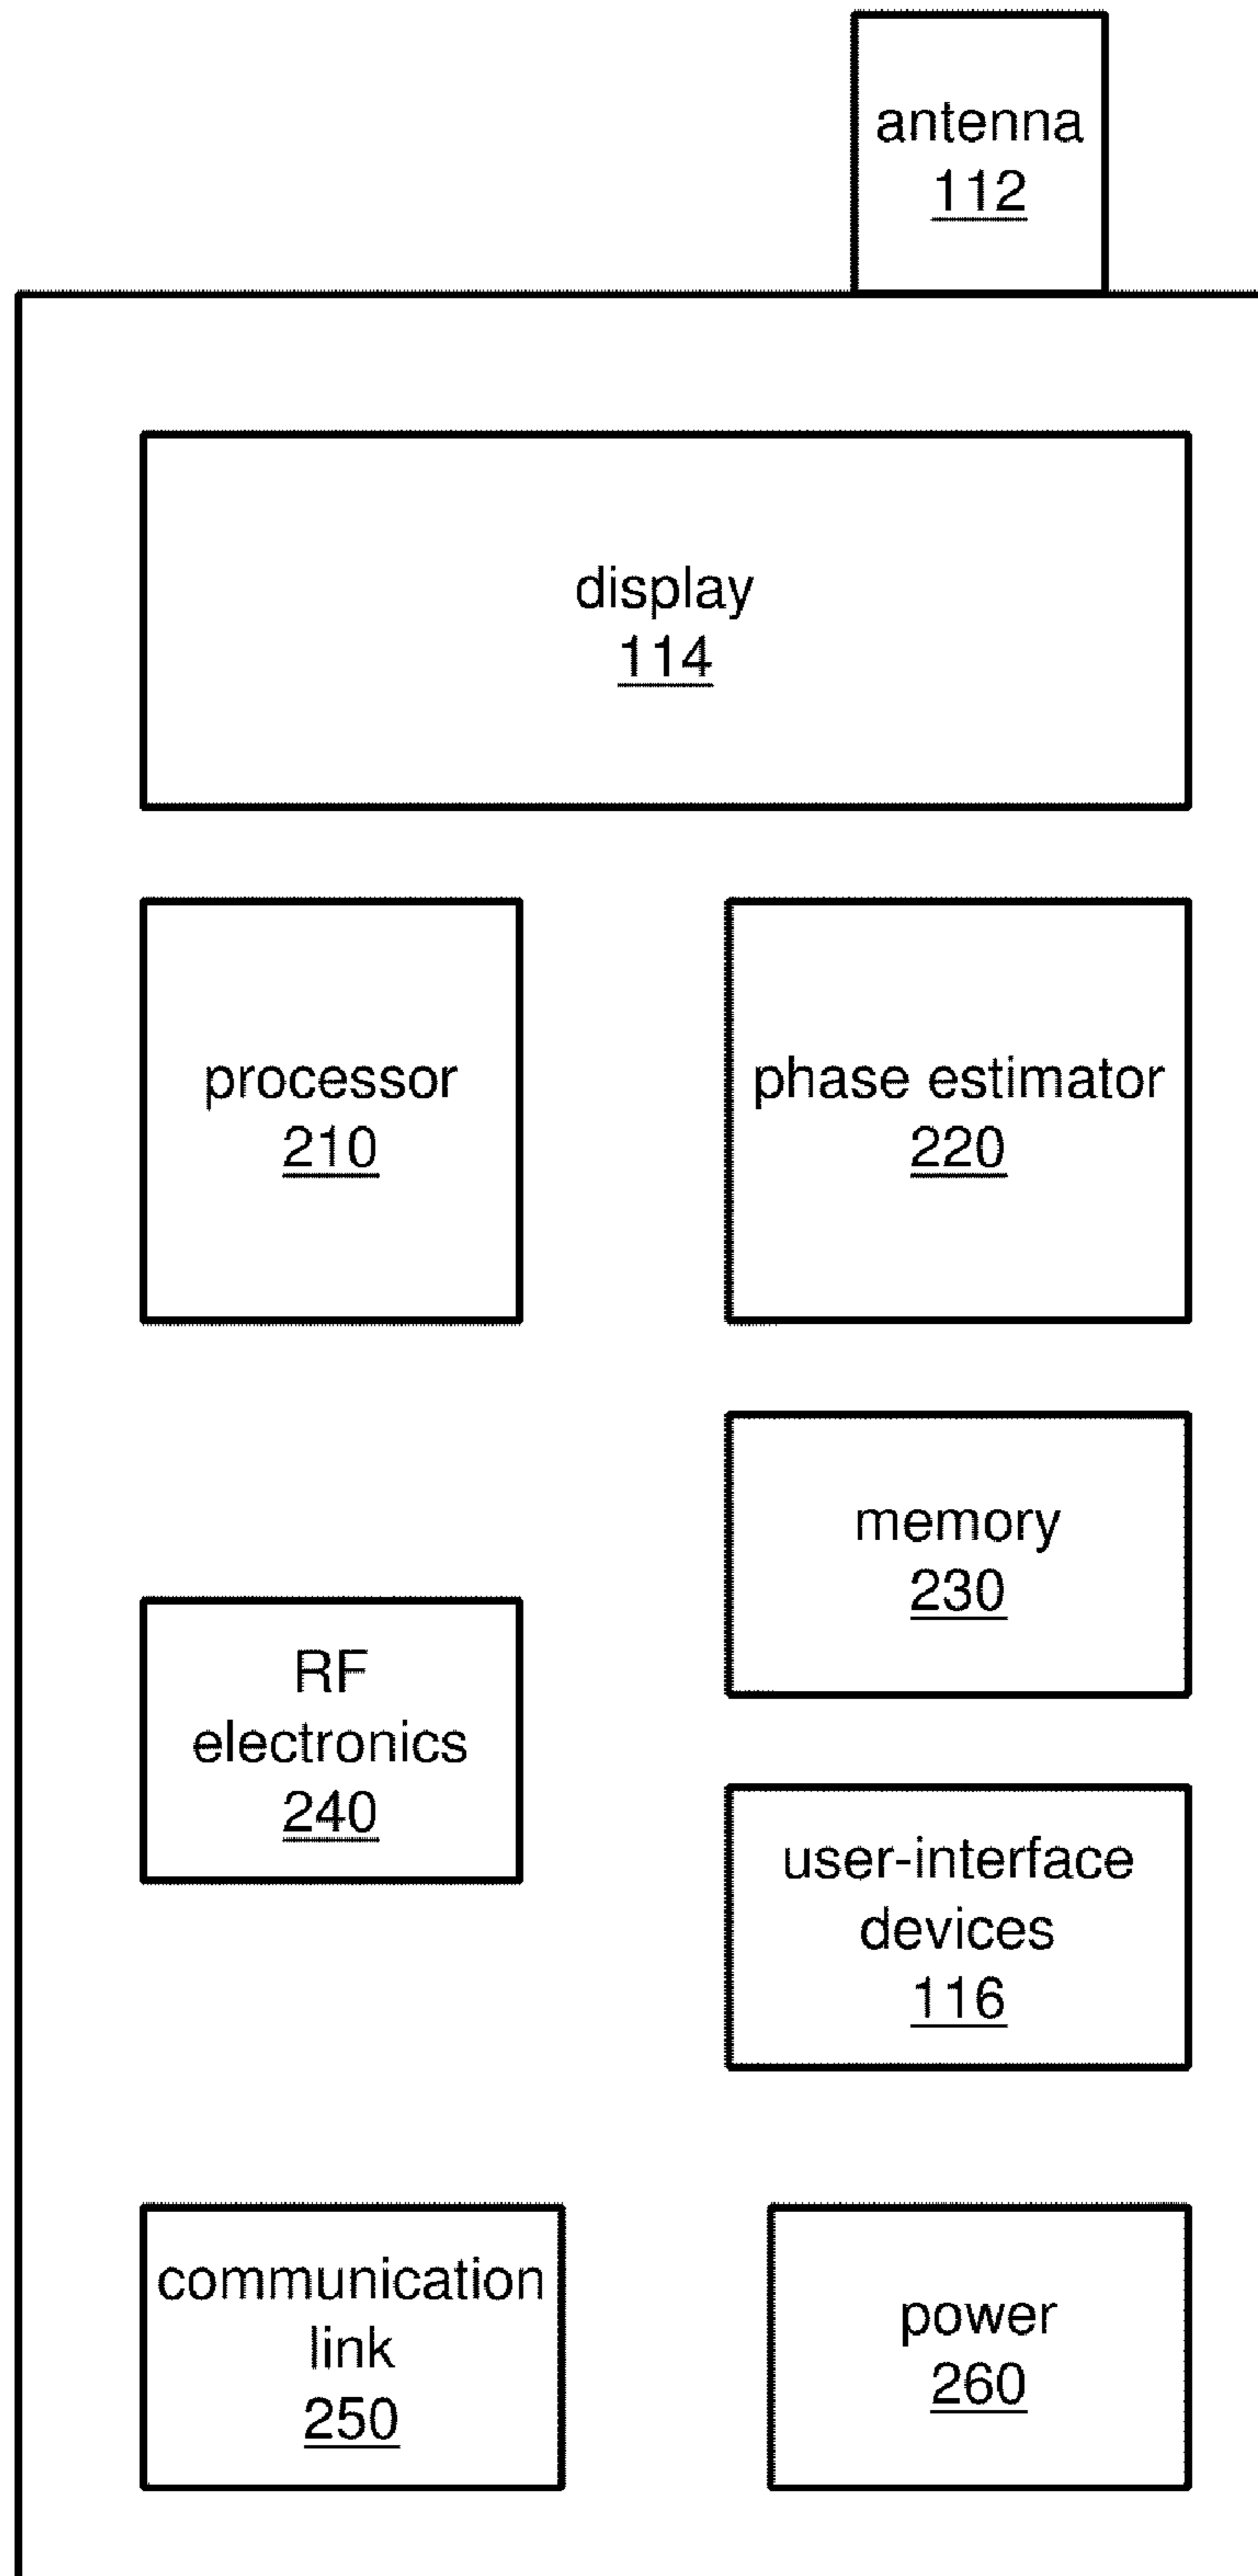 antenna
112
display
114
processor
210
phase estimator
220
memory
230
RF
electronics
240
user-interface
devices
116
communication
link
250
power
260